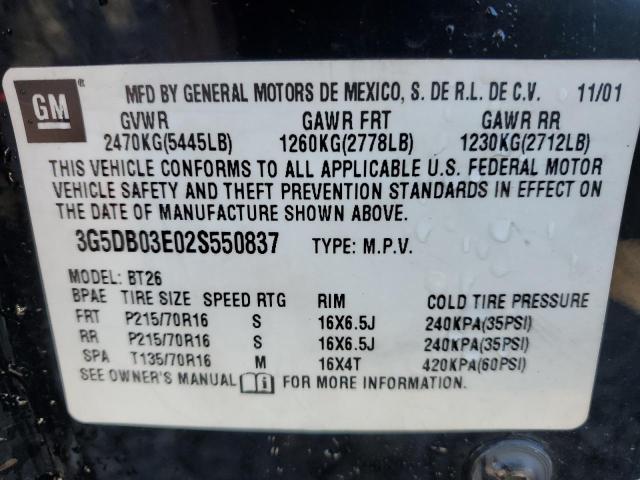 GM ® MFD BY GENERAL MOTORS DE MEXICO, S. DE R.L. DE C.V. 11/01
GVWR GAWR FRT GAWR RR
2470KG(5445LB) 1260KG(2778LB) 1230KG(2712LB)
THIS VEHICLE CONFORMS TO ALL APPLICABLE U.S. FEDERAL MOTOR
VEHICLE SAFETY AND THEFT PREVENTION STANDARDS IN EFFECT ON
THE DATE OF MANUFACTURE SHOWN ABOVE.
3G5DB03E02S550837 TYPE: M.P.V.
MODEL: BT26
BPAE TIRE SIZE SPEED RTG RIM COLD TIRE PRESSURE
FRT P215/70R16 S 16X6.5J 240KPA(35PSI)
RR P215/70R16 S 16X6.5J 240KPA(35PSI)
SPA T135/70R16 M 16X4T 420KPA(60PSI)
SEE OWNER'S MANUAL FOR MORE INFORMATION.